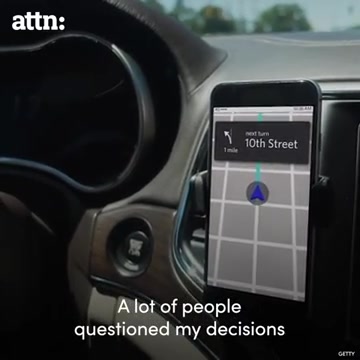 attn:
next turn
10th Street
1 mile
A lot of people
questioned my decisions
GETTY